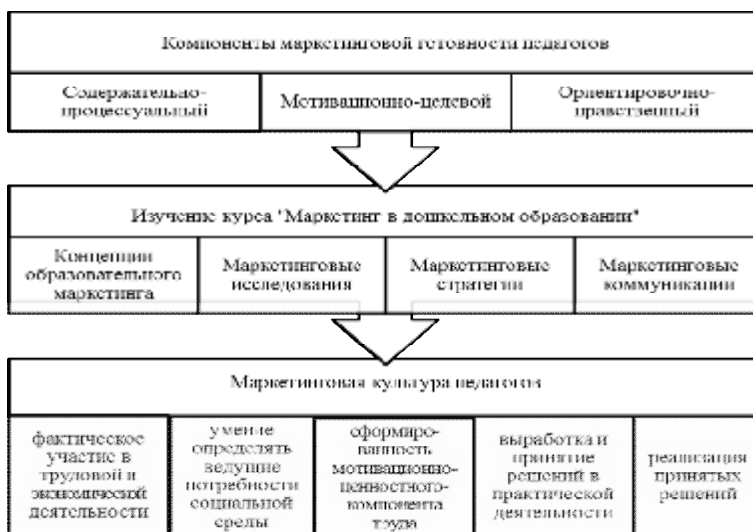 Компоненты маркетинговой готовности педагогов
Содержательно-
процессуальный
Мотивационно-целевой
Ориентировочно-
нравственный
Изучение курса "Маркетинг в дошкольном образовании"
Концепции
образовательного
маркетинга
Маркетинговые
исследования
Маркетинговые
стратегии
Маркетинговые
коммуникации
Маркетинговая культура педагогов
фактическое
участие в
трудовой и
экономической
деятельности
умение
определять
ведущие
потребности
социальной
среды
сформиро-
ванность
мотивационно-
ценностного-
компонента
труда
выработка и
принятие
решений в
практической
деятельности
реализация
принятых
решений